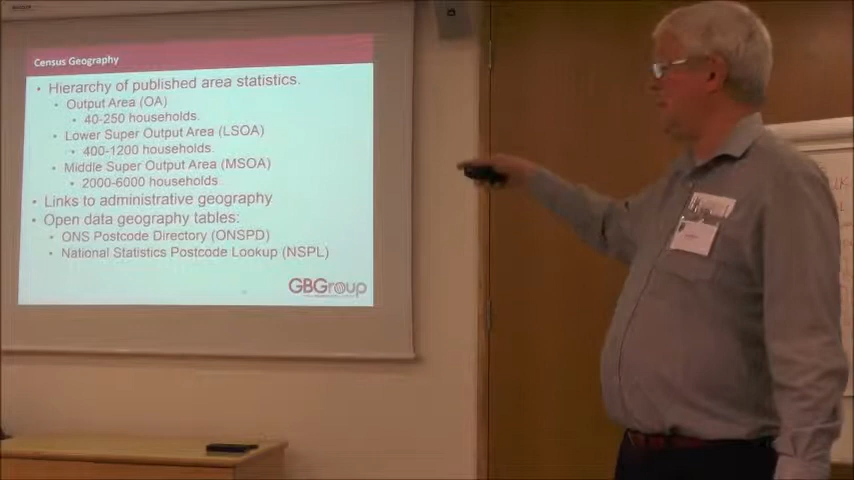 Census Geography
• Hierarchy of published area statistics.
• Output Area (OA)
• 40-250 households.
• Lower Super Output Area (LSOA)
• 400-1200 households.
• Middle Super Output Area (MSOA)
• 2000-6000 households.
• Links to administrative geography
• Open data geography tables:
• ONS Postcode Directory (ONSPD)
• National Statistics Postcode Lookup (NSPL)
GBGroup